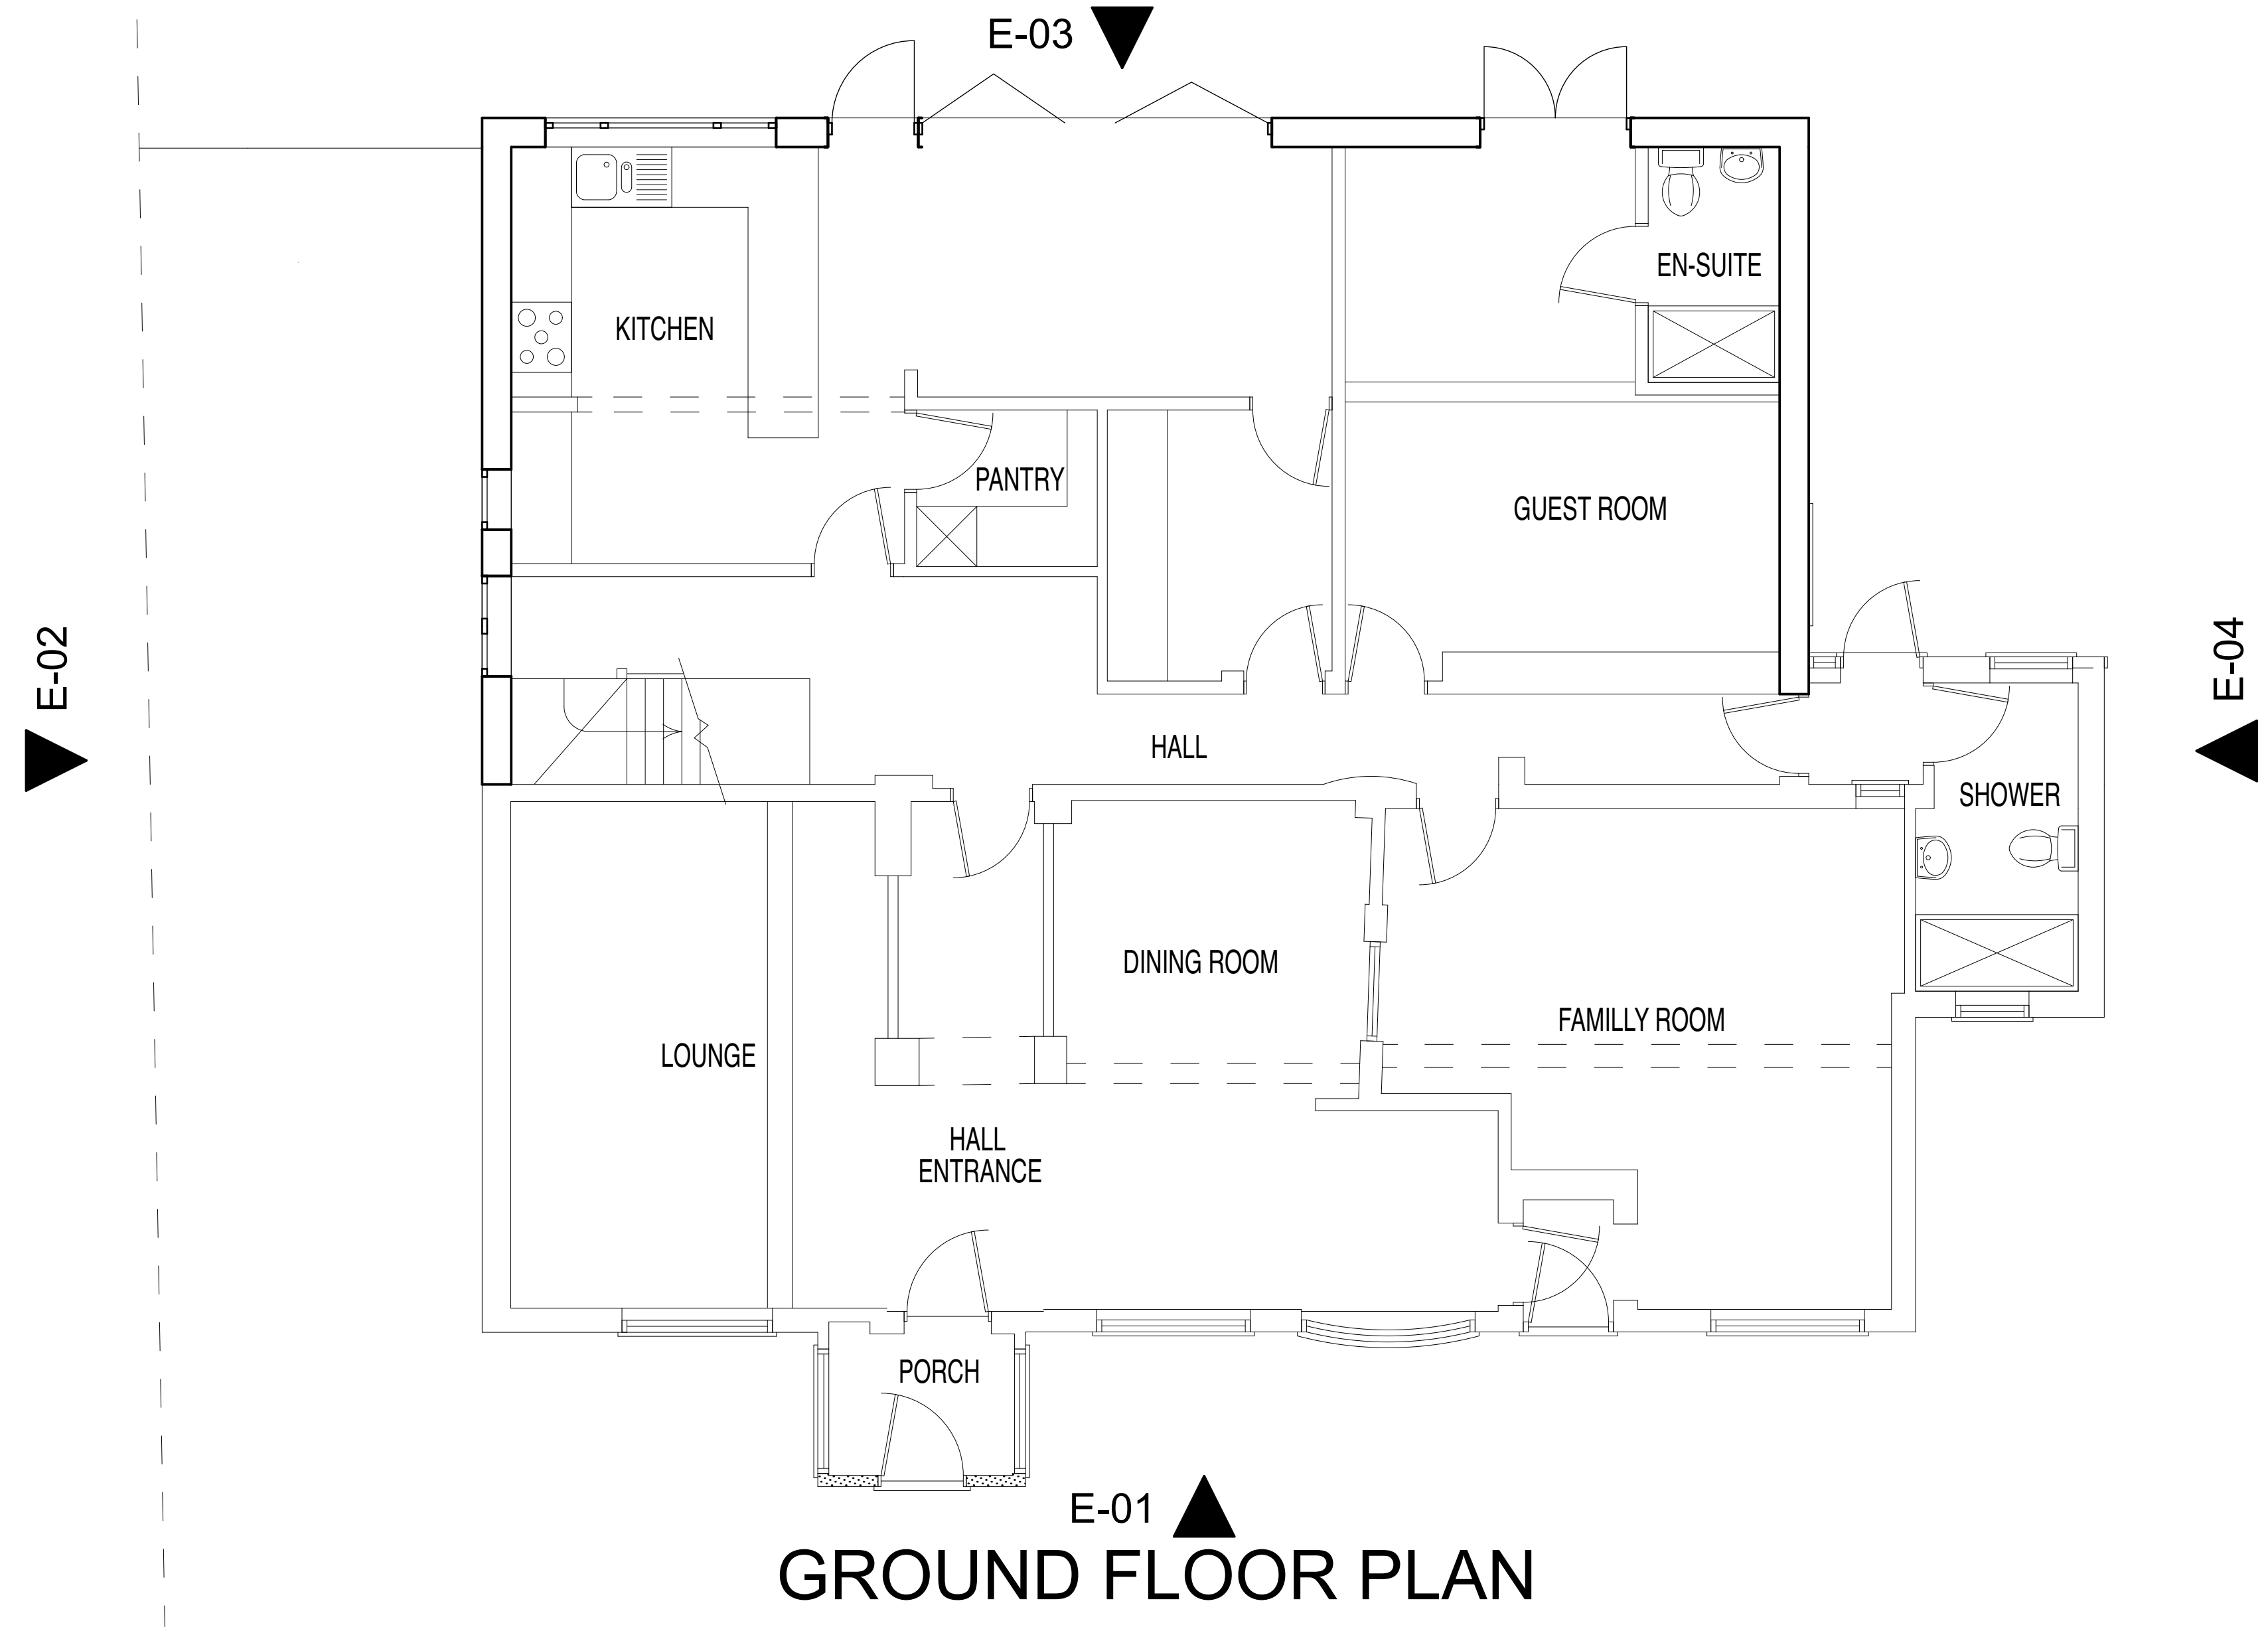 E-03
EN-SUITE
KITCHEN
PANTRY
GUEST ROOM
E-02
E-04
HALL
SHOWER
DINING ROOM
FAMILLY ROOM
LOUNGE
HALL
ENTRANCE
PORCH
E-01
GROUND FLOOR PLAN